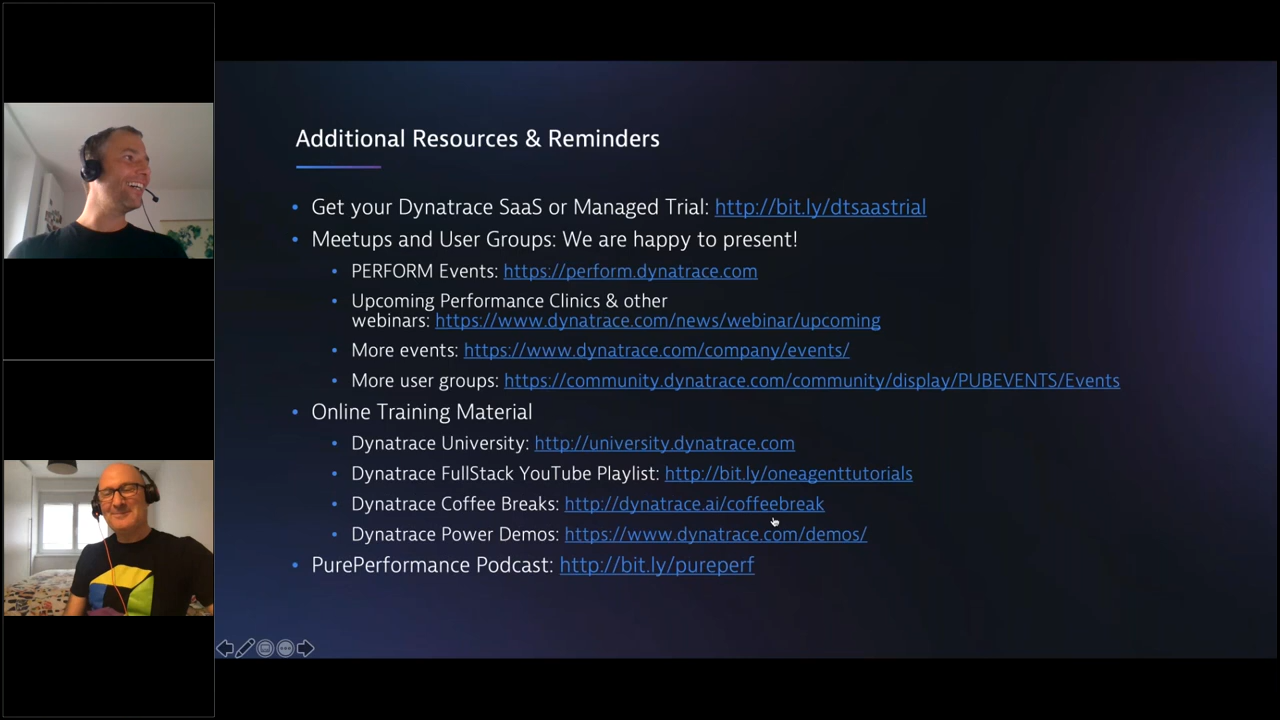 Additional Resources & Reminders
• Get your Dynatrace SaaS or Managed Trial: http://bit.ly/dtsaastrial
• Meetups and User Groups: We are happy to present!
• PERFORM Events: https://perform.dynatrace.com
• Upcoming Performance Clinics & other
webinars: https://www.dynatrace.com/news/webinar/upcoming
• More events: https://www.dynatrace.com/company/events/
• More user groups: https://community.dynatrace.com/community/display/PUBEVENTS/Events
• Online Training Material
• Dynatrace University: http://university.dynatrace.com
• Dynatrace FullStack YouTube Playlist: http://bit.ly/oneagenttutorials
• Dynatrace Coffee Breaks: http://dynatrace.ai/coffeebreak
• Dynatrace Power Demos: https://www.dynatrace.com/demos/
• PurePerformance Podcast: http://bit.ly/pureperf